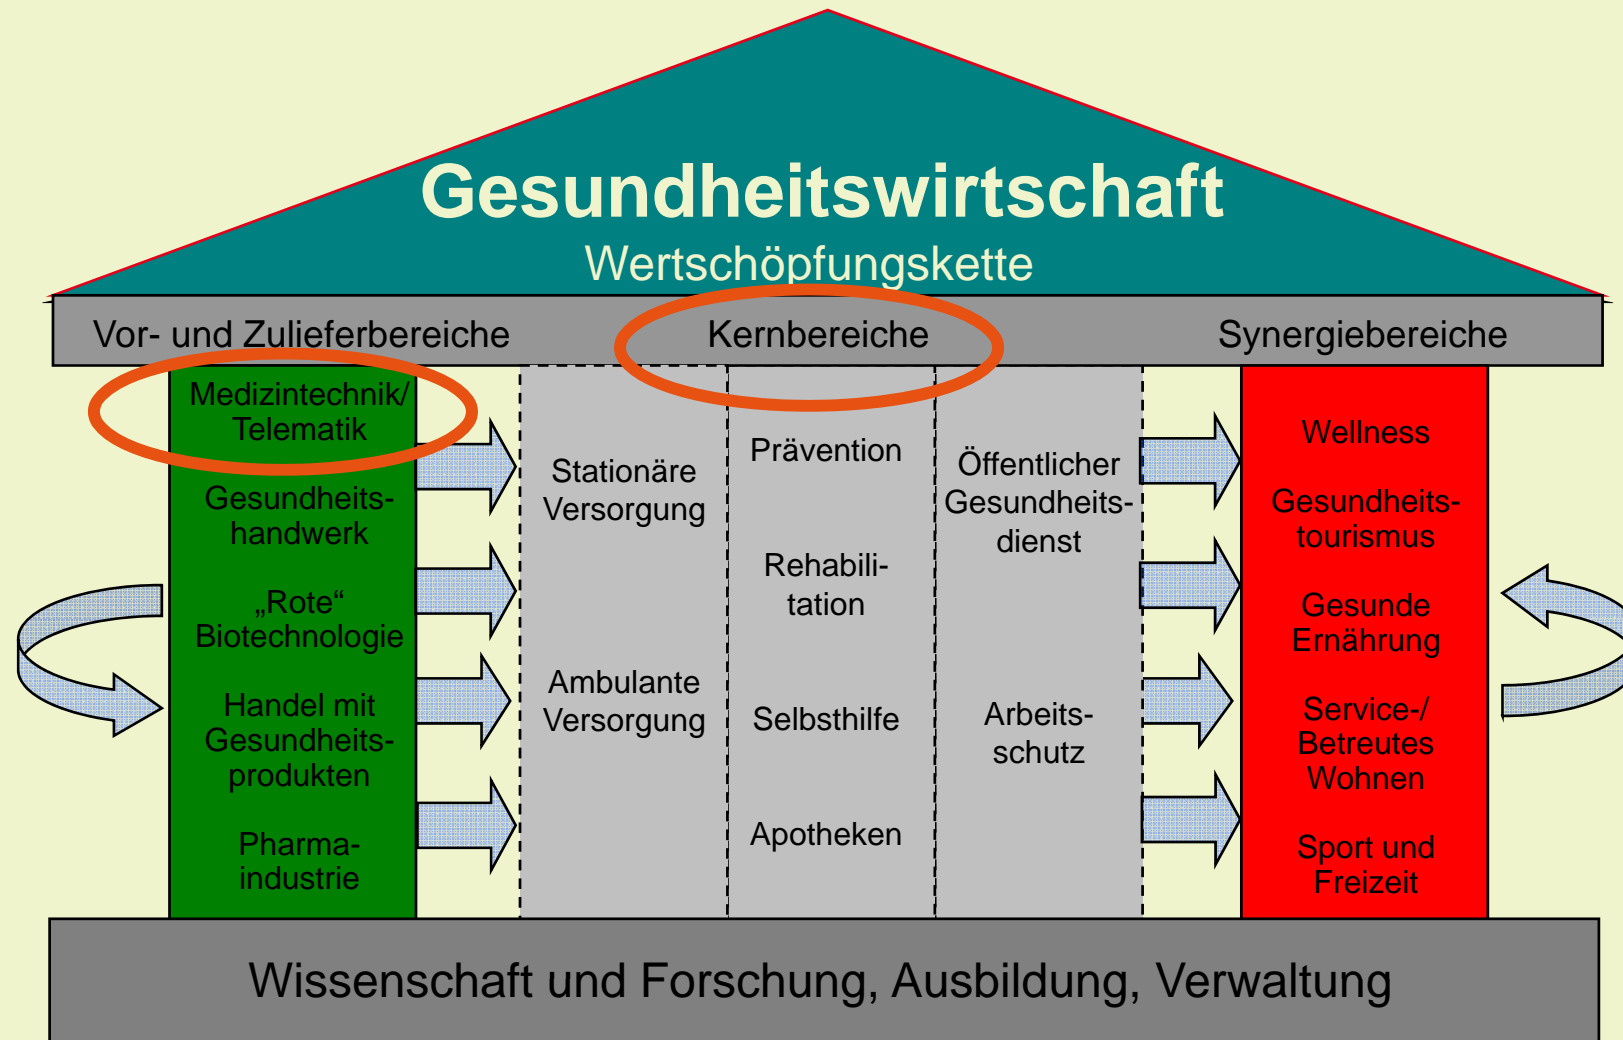 Gesundheitswirtschaft
Wertschöpfungskette
Vor- und Zulieferbereiche
Kernbereiche
Synergiebereiche
Medizintechnik/
Telematik
Gesundheits-
handwerk
„Rote“
Biotechnologie
Handel mit
Gesundheits-
produkten
Pharma-
industrie
Stationäre
Versorgung
Ambulante
Versorgung
Prävention
Rehabili-
tation
Selbsthilfe
Apotheken
Öffentlicher
Gesundheits-
dienst
Arbeits-
schutz
Wellness
Gesundheits-
tourismus
Gesunde
Ernährung
Service-/
Betreutes
Wohnen
Sport und
Freizeit
Wissenschaft und Forschung, Ausbildung, Verwaltung